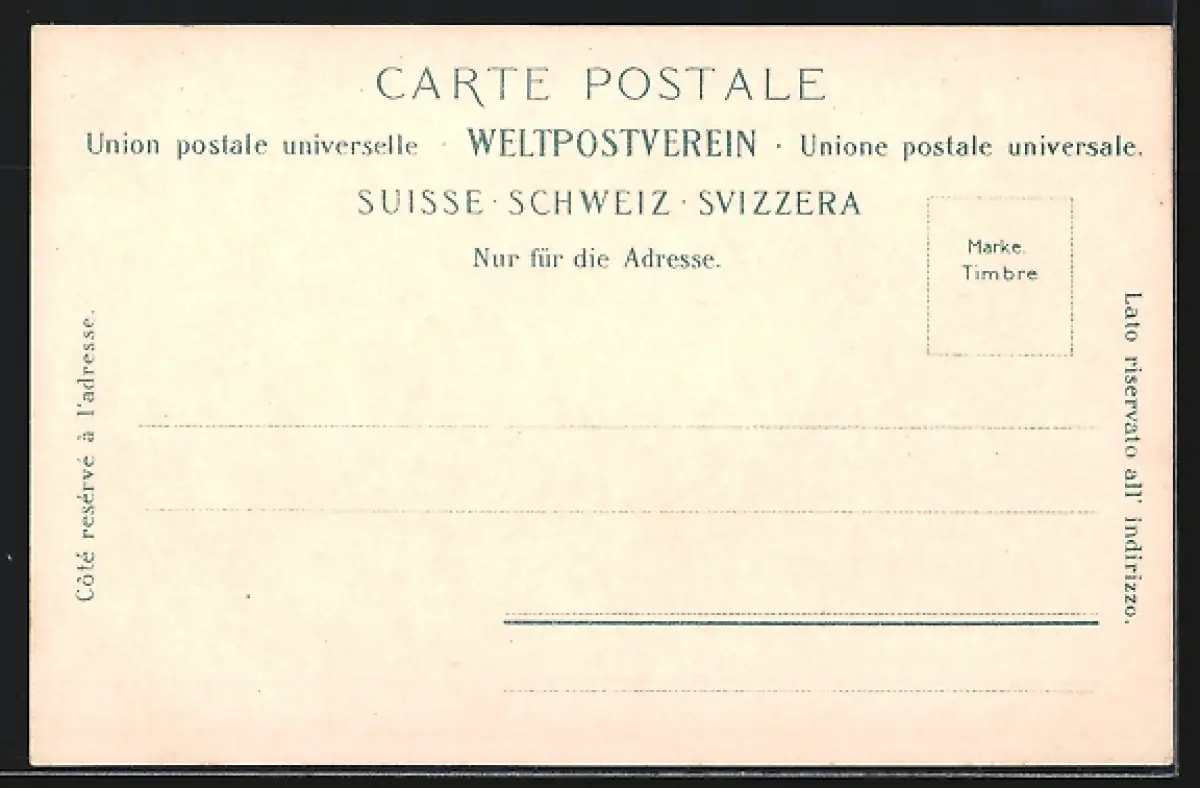 CARTE POSTALE
Union postale universelle · WELTPOSTVEREIN · Unione postale universale.
SUISSE · SCHWEIZ · SVIZZERA
Nur für die Adresse.
Marke.
Timbre
Côté resérvé à l'adresse.
Lato riservato all' indirizzo.